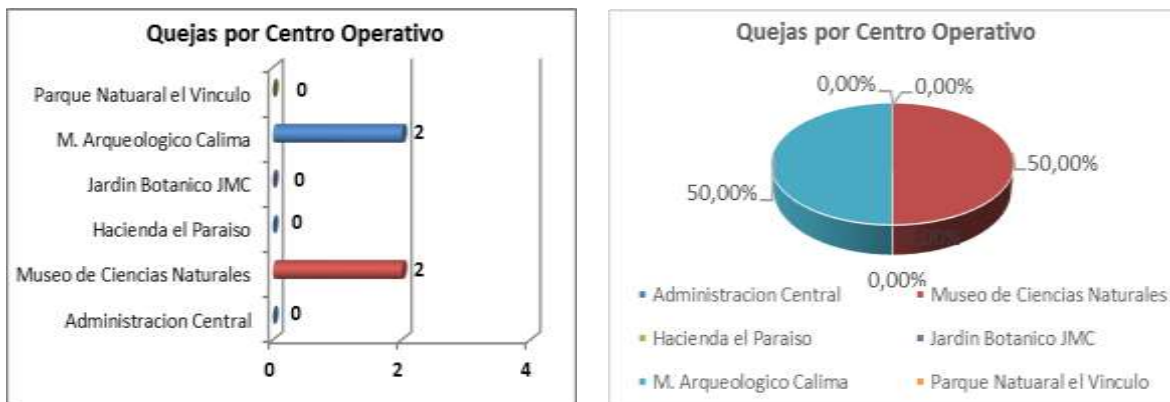 Quejas por Centro Operativo
Parque Natuaral el Vinculo 0
M. Arqueologico Calima 2
Jardin Botanico JMC 0
Hacienda el Paraiso 0
Museo de Ciencias Naturales 2
Administracion Central 0
0 2 4
Quejas por Centro Operativo
0,00% 0,00%
50,00% 50,00%
0,00%
Administracion Central Museo de Ciencias Naturales
Hacienda el Paraiso Jardin Botanico JMC
M. Arqueologico Calima Parque Natuaral el Vinculo